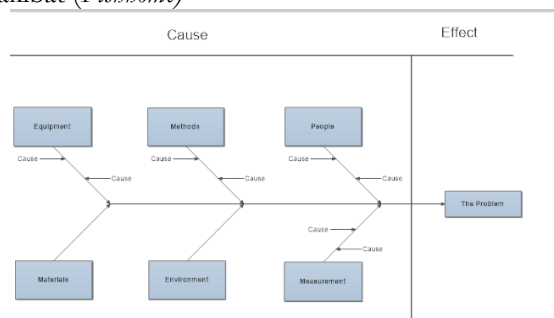 Cause
Effect
Equipment
Methods
People
Cause
Cause
Cause
Cause
Cause
Cause
The Problem
Cause
Cause
Materials
Environment
Measurement